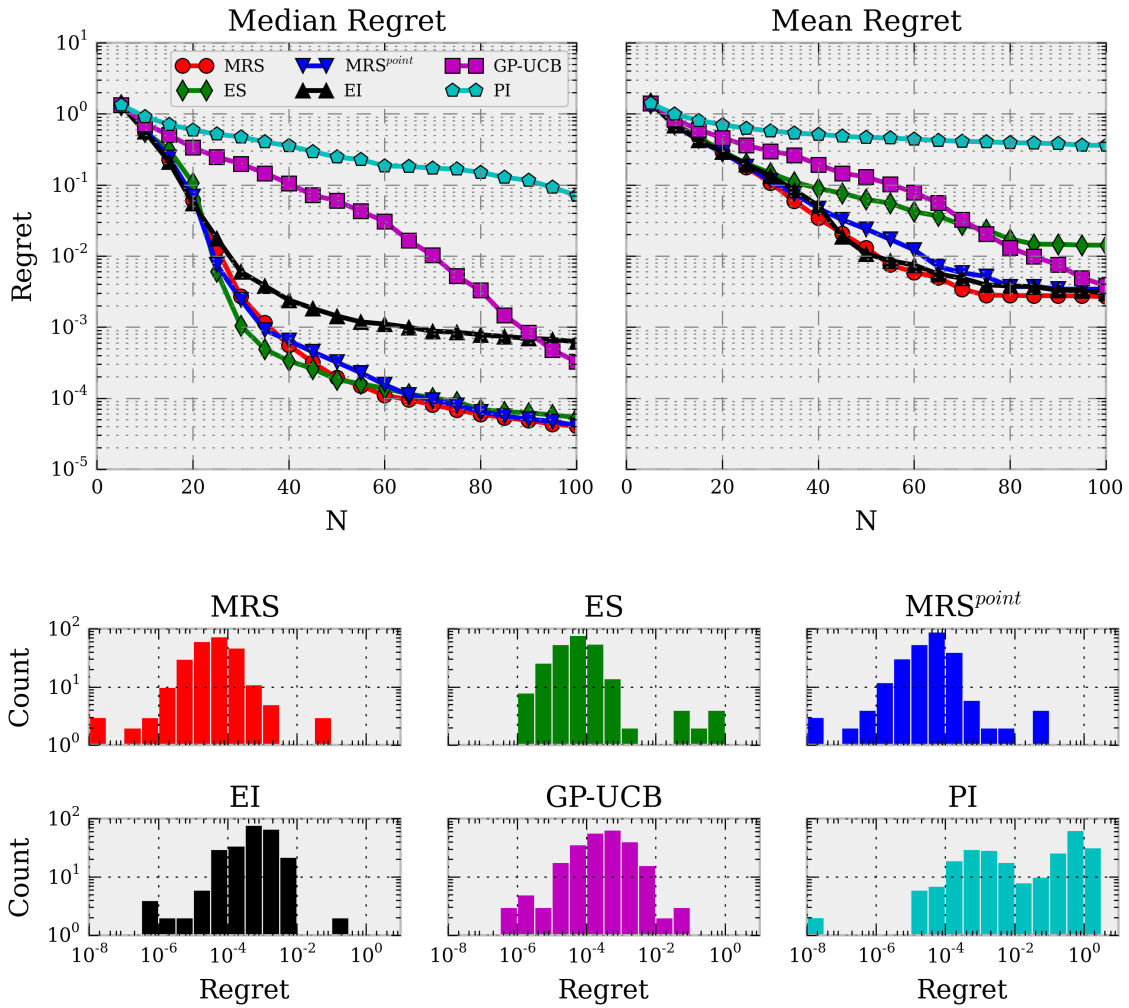 Median Regret
Mean Regret
MRS
MRS^point
GP-UCB
ES
EI
PI
Regret
10^1
10^0
10^-1
10^-2
10^-3
10^-4
10^-5
0 20 40 60 80 100
N
0 20 40 60 80 100
N
MRS
ES
MRS^point
Count
10^2
10^1
10^0
EI
GP-UCB
PI
Count
10^2
10^1
10^0
10^-8 10^-6 10^-4 10^-2 10^0
10^-8 10^-6 10^-4 10^-2 10^0
10^-8 10^-6 10^-4 10^-2 10^0
Regret
Regret
Regret